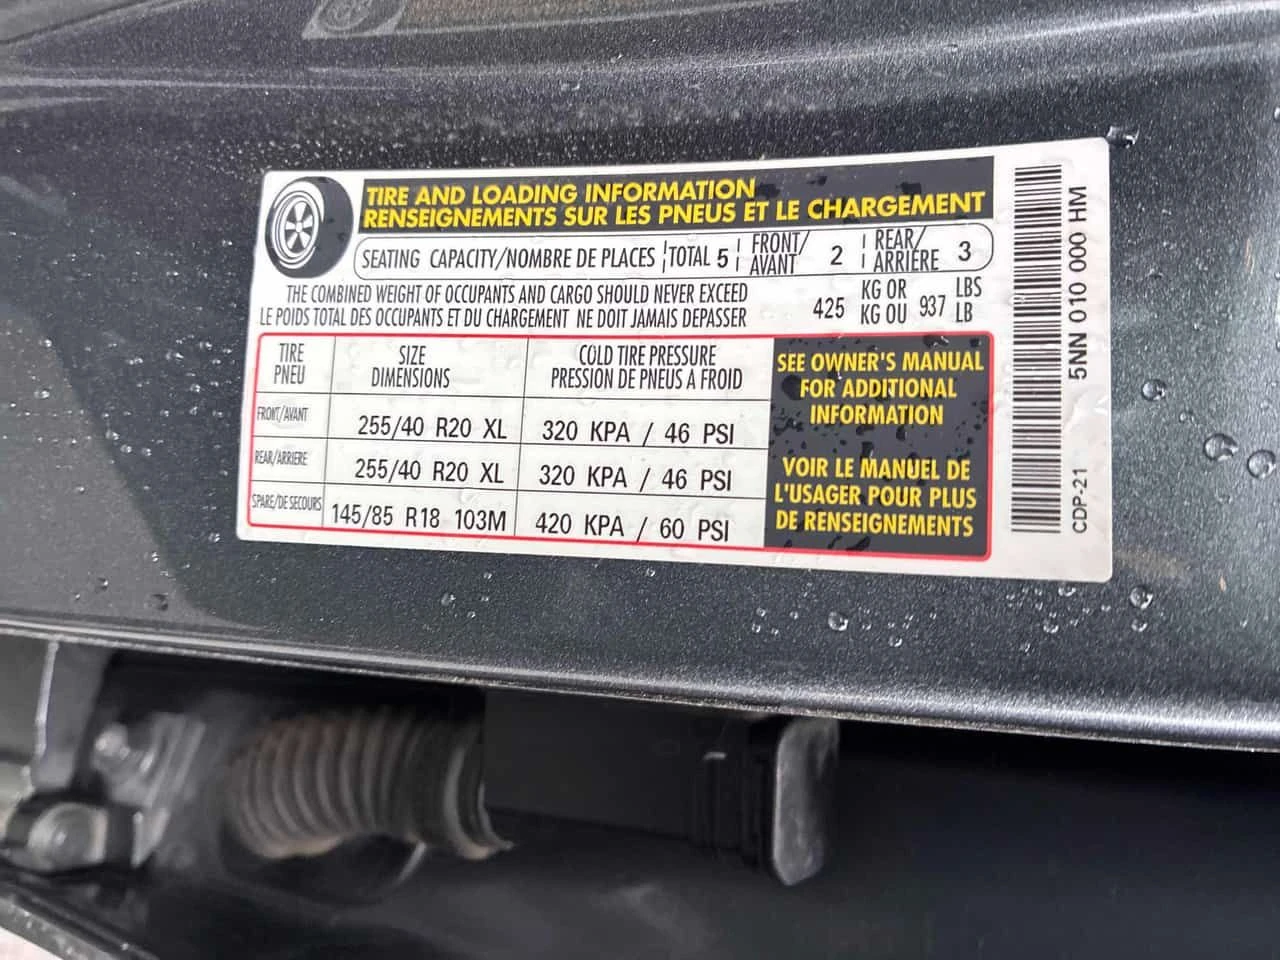 TIRE AND LOADING INFORMATION
RENSEIGNEMENTS SUR LES PNEUS ET LE CHARGEMENT
SEATING CAPACITY/NOMBRE DE PLACES TOTAL 5 FRONT/AVANT 2 REAR/ARRIÈRE 3
THE COMBINED WEIGHT OF OCCUPANTS AND CARGO SHOULD NEVER EXCEED
LE POIDS TOTAL DES OCCUPANTS ET DU CHARGEMENT NE DOIT JAMAIS DEPASSER
425 KG OR KG OU 937 LBS LB
TIRE SIZE COLD TIRE PRESSURE
PNEU DIMENSIONS PRESSION DE PNEUS A FROID
FRONT/AVANT 255/40 R20 XL 320 KPA / 46 PSI
REAR/ARRIERE 255/40 R20 XL 320 KPA / 46 PSI
SPARE/DE SECOURS 145/85 R18 103M 420 KPA / 60 PSI
SEE OWNER'S MANUAL
FOR ADDITIONAL
INFORMATION
VOIR LE MANUEL DE
L'USAGER POUR PLUS
DE RENSEIGNEMENTS
5NN 010 000 HM
CDP-21